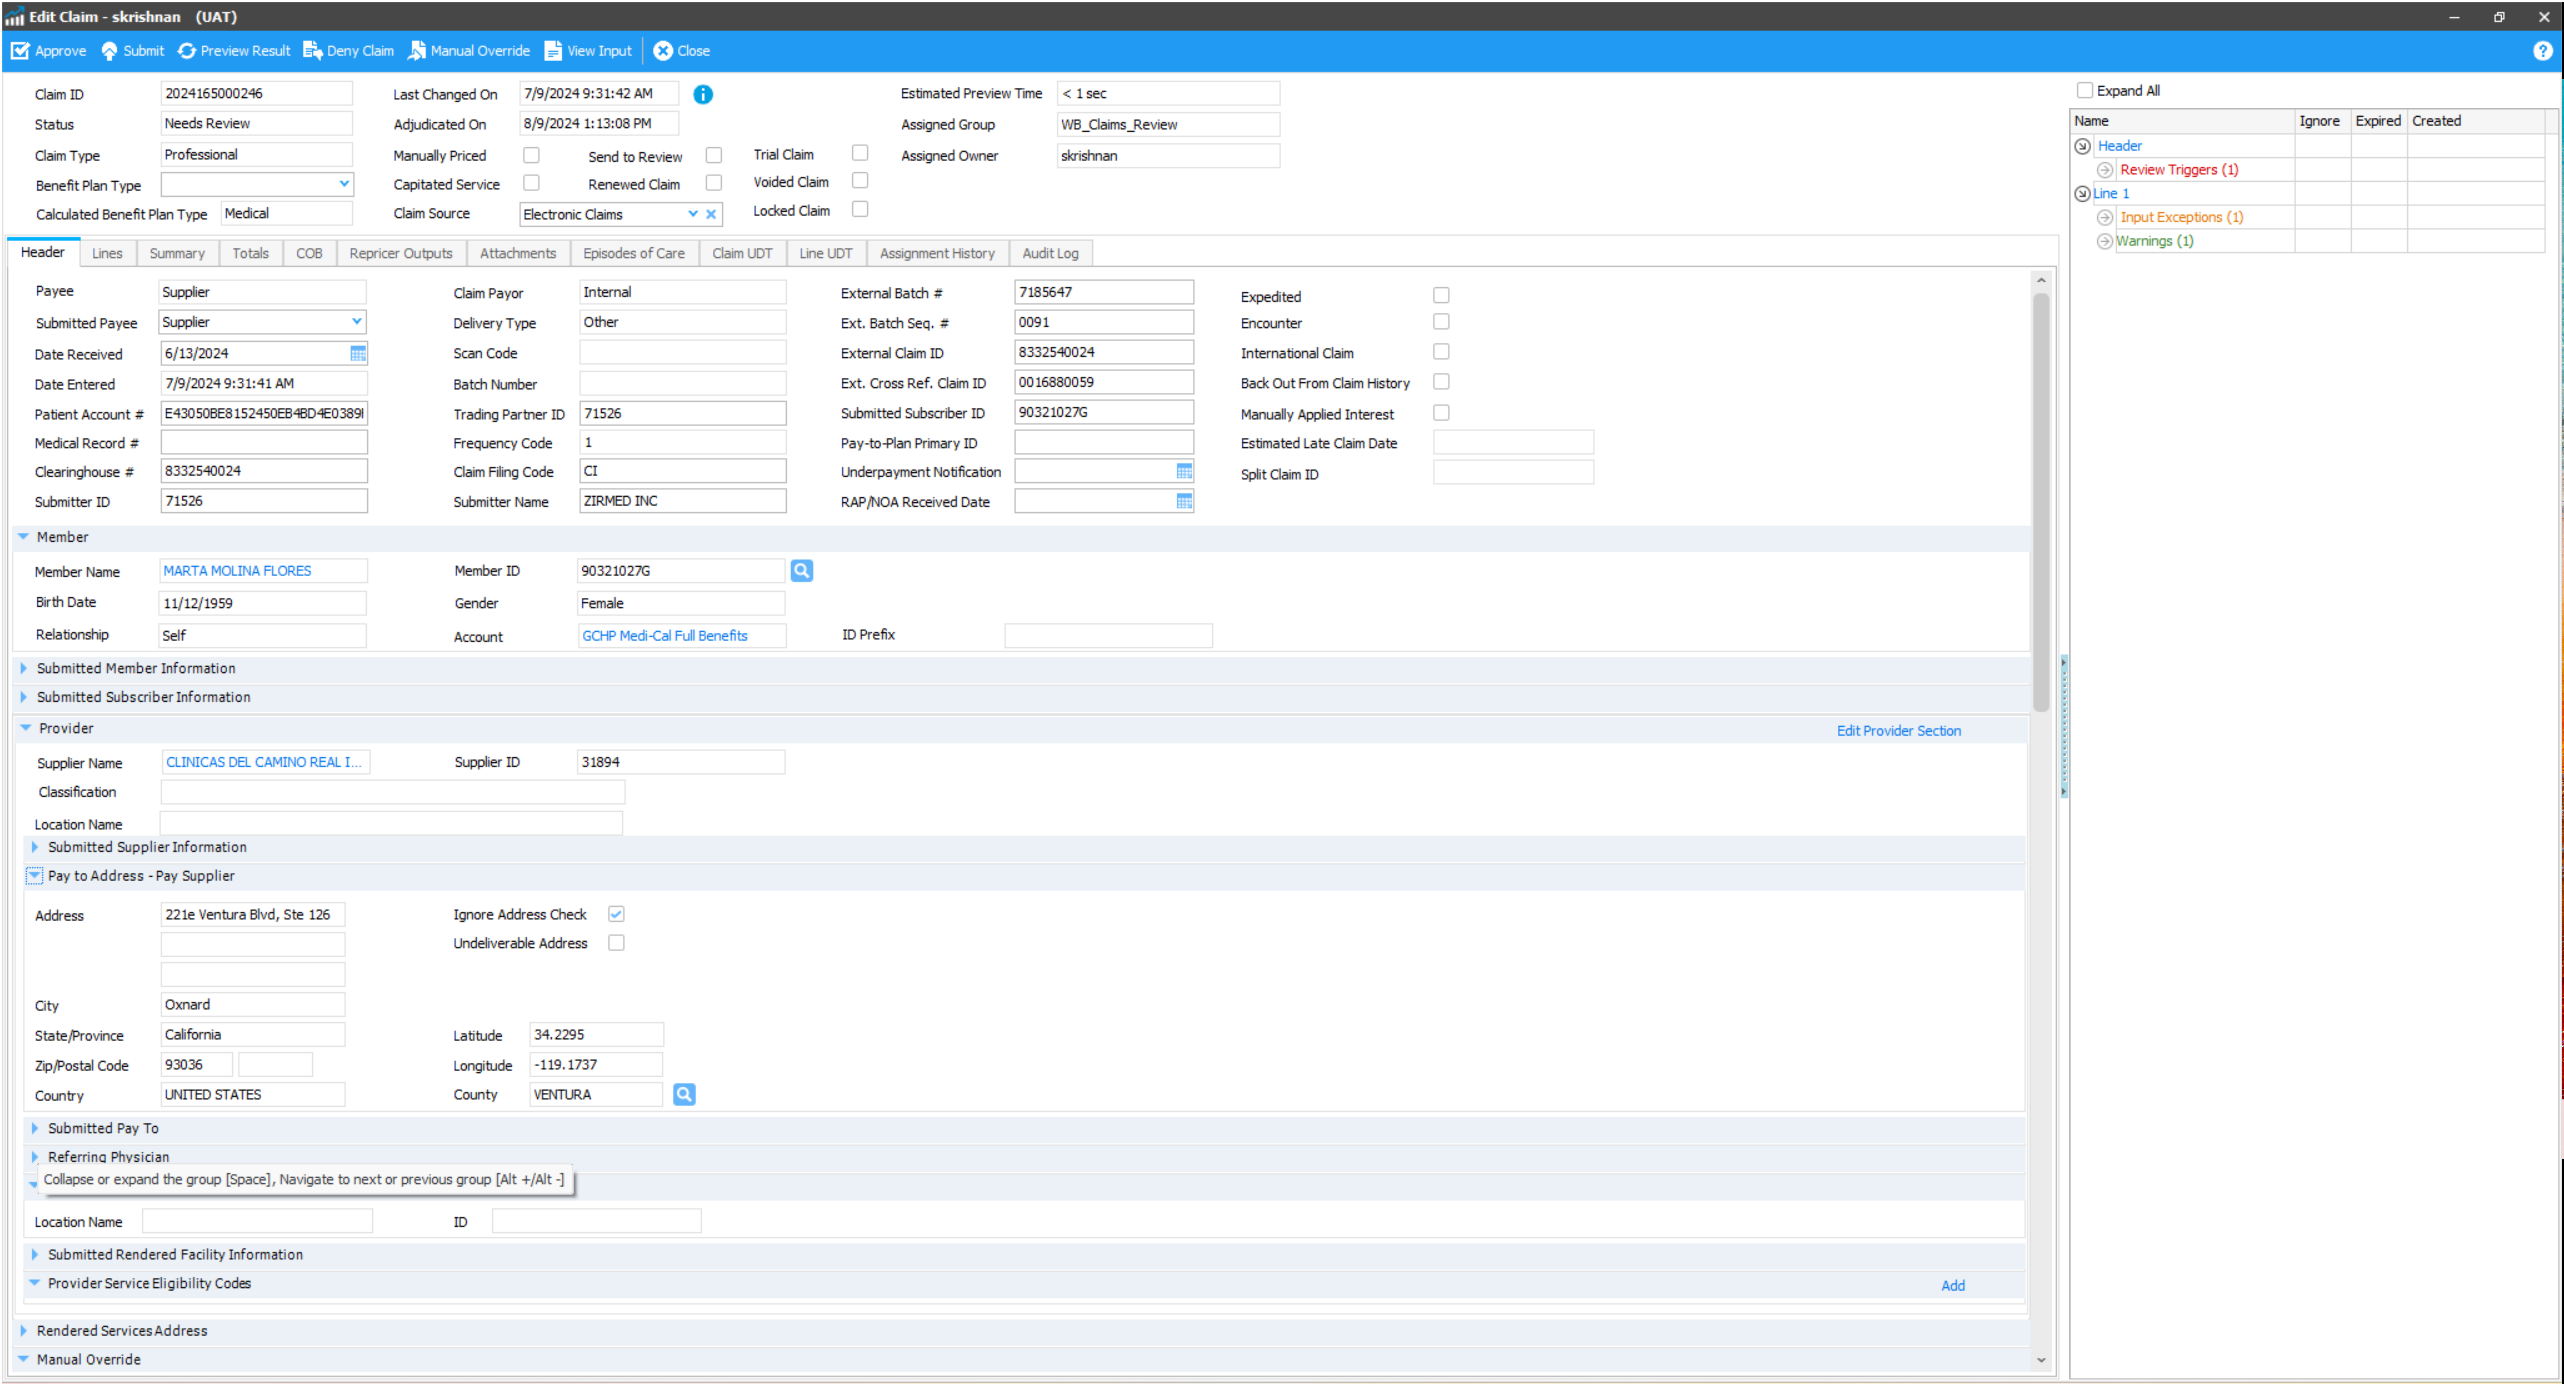 Edit Claim - skrishnan   (UAT)
Approve Submit Preview Result Deny Claim Manual Override View Input Close
Claim ID 2024165000246 Last Changed On 7/9/2024 9:31:42 AM Estimated Preview Time < 1 sec
Status Needs Review Adjudicated On 8/9/2024 1:13:08 PM Assigned Group WB_Claims_Review
Claim Type Professional Manually Priced Send to Review Trial Claim Assigned Owner skrishnan
Benefit Plan Type Capitated Service Renewed Claim Voided Claim
Calculated Benefit Plan Type Medical Claim Source Electronic Claims Locked Claim
Header Lines Summary Totals COB Repricer Outputs Attachments Episodes of Care Claim UDT Line UDT Assignment History Audit Log
Payee Supplier Claim Payor Internal External Batch # 7185647 Expedited
Submitted Payee Supplier Delivery Type Other Ext. Batch Seq. # 0091 Encounter
Date Received 6/13/2024 Scan Code External Claim ID 8332540024 International Claim
Date Entered 7/9/2024 9:31:41 AM Batch Number Ext. Cross Ref. Claim ID 0016880059 Back Out From Claim History
Patient Account # E43050BE8152450EB4BD4E0389 Trading Partner ID 71526 Submitted Subscriber ID 90321027G Manually Applied Interest
Medical Record # Frequency Code 1 Pay-to-Plan Primary ID Estimated Late Claim Date
Clearinghouse # 8332540024 Claim Filing Code CI Underpayment Notification Split Claim ID
Submitter ID 71526 Submitter Name ZIRMED INC RAP/NOA Received Date
Member
Member Name MARTA MOLINA FLORES Member ID 90321027G
Birth Date 11/12/1959 Gender Female
Relationship Self Account GCHP Medi-Cal Full Benefits ID Prefix
Submitted Member Information
Submitted Subscriber Information
Provider Edit Provider Section
Supplier Name CLINICAS DEL CAMINO REAL I... Supplier ID 31894
Classification
Location Name
Submitted Supplier Information
Pay to Address - Pay Supplier
Address 221e Ventura Blvd, Ste 126 Ignore Address Check
Undeliverable Address
City Oxnard
State/Province California Latitude 34.2295
Zip/Postal Code 93036 Longitude -119.1737
Country UNITED STATES County VENTURA
Submitted Pay To
Referring Physician
Collapse or expand the group [Space], Navigate to next or previous group [Alt +/Alt -]
Location Name ID
Submitted Rendered Facility Information
Provider Service Eligibility Codes Add
Rendered Services Address
Manual Override
Expand All
Name Ignore Expired Created
Header
Review Triggers (1)
Line 1
Input Exceptions (1)
Warnings (1)